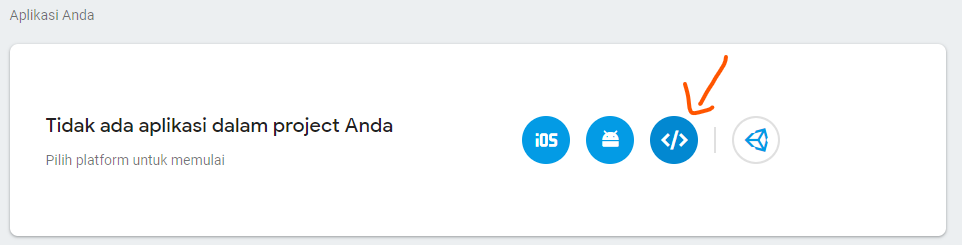 Aplikasi Anda
Tidak ada aplikasi dalam project Anda
Pilih platform untuk memulai
iOS
</>